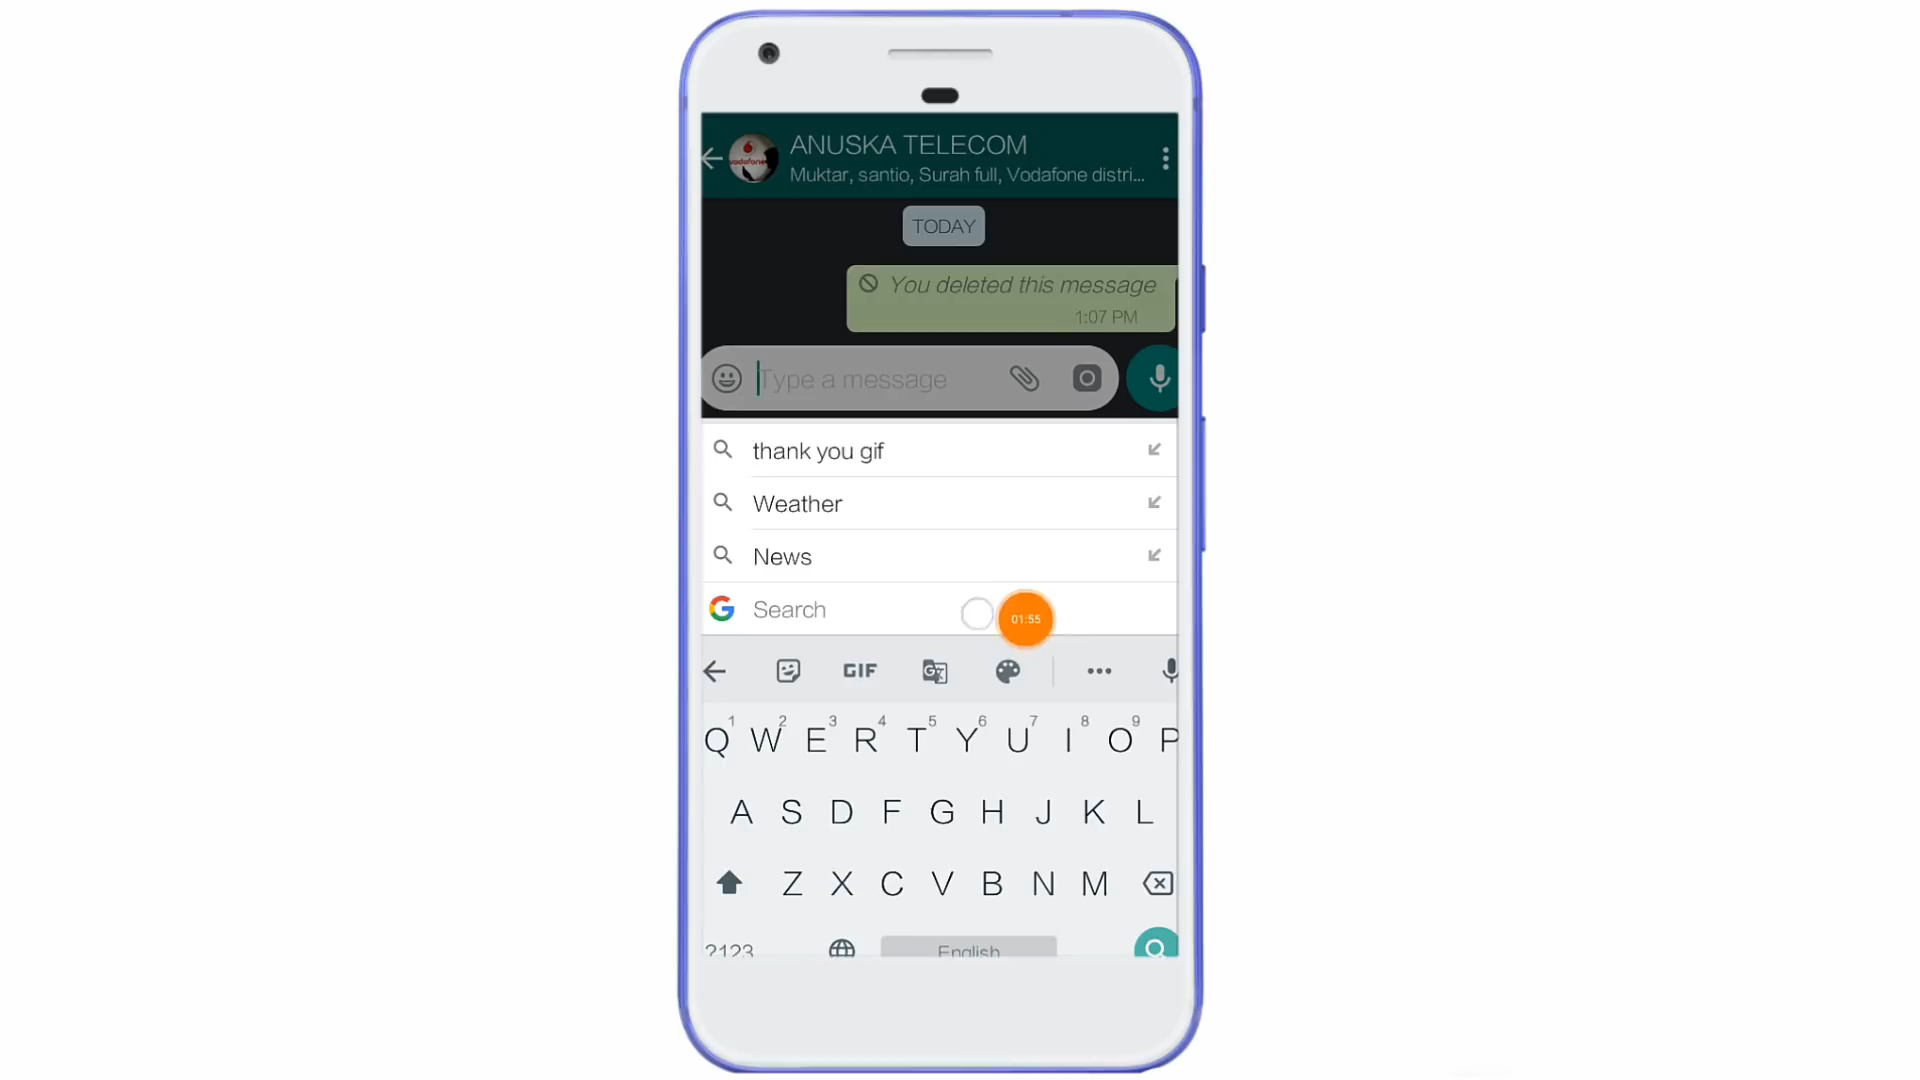 ANUSKA TELECOM
Muktar, santio, Surah full, Vodafone distri...
vodafone
TODAY
You deleted this message
1:07 PM
Type a message
thank you gif
Weather
News
G Search
01:55
GIF
G
1 2 3 4 5 6 7 8 9
Q W E R T Y U I O P
A S D F G H J K L
Z X C V B N M
?123 English